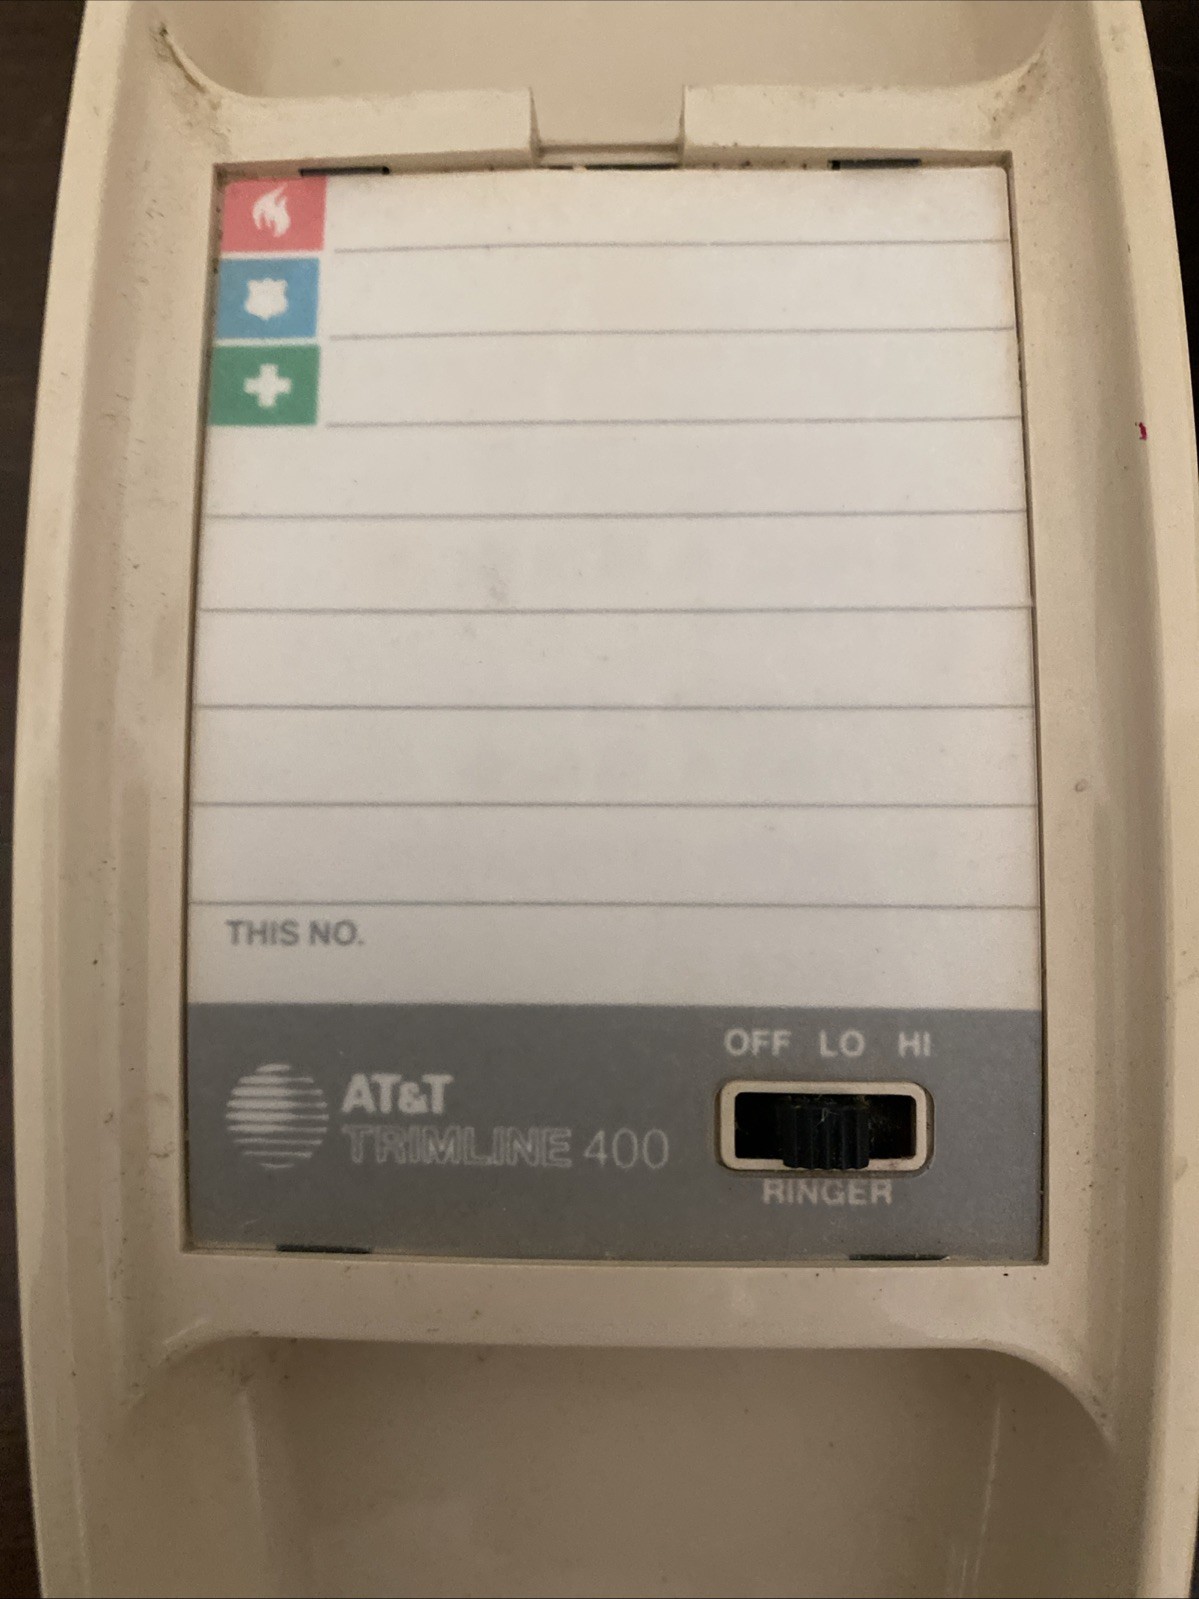 THIS NO.
OFF LO HI
AT&T
TRIMLINE 400
RINGER